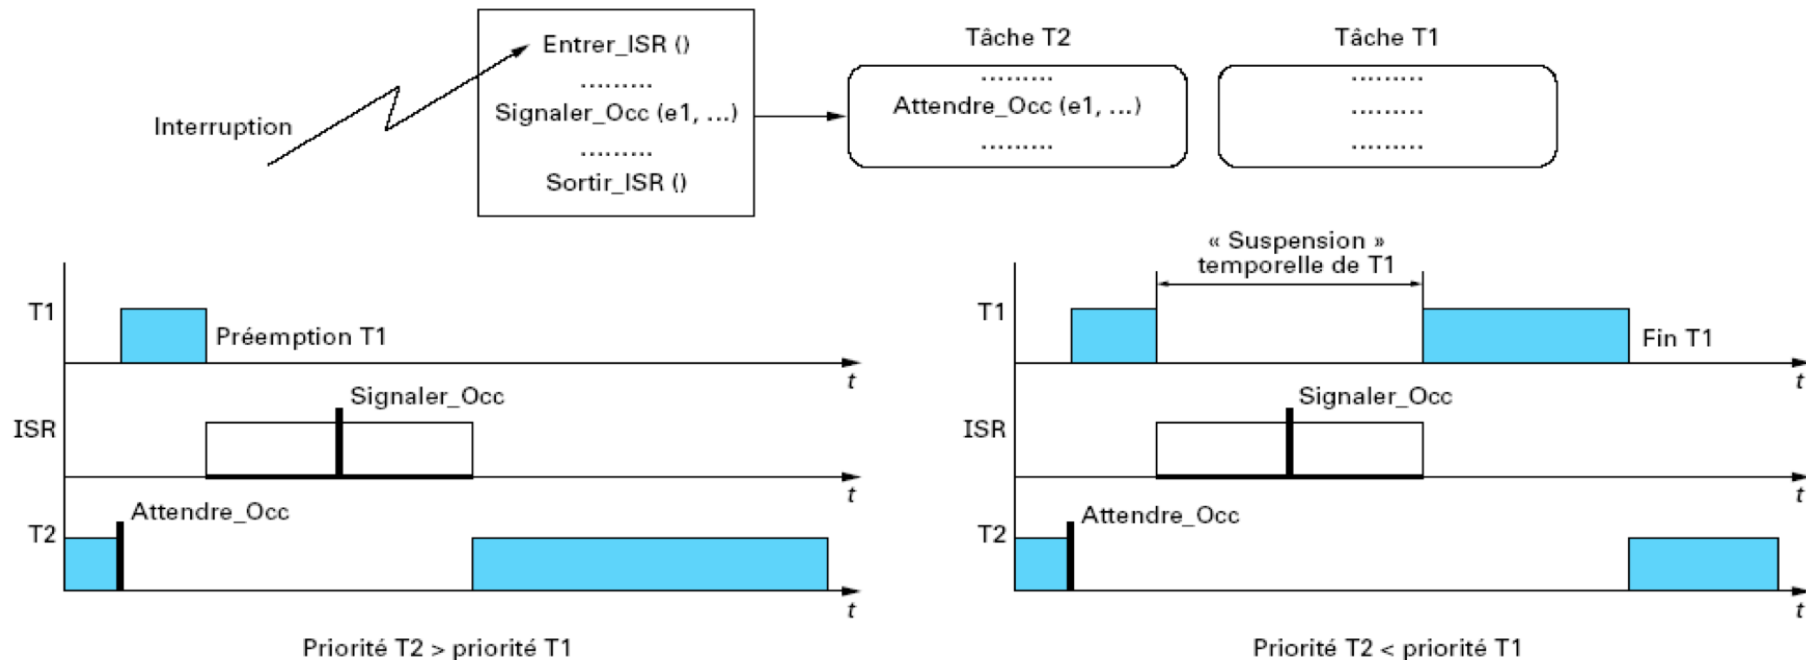 Entrer_ISR ()
.........
Signaler_Occ (e1, ...)
.........
Sortir_ISR ()
Interruption
Tâche T2
.........
Attendre_Occ (e1, ...)
.........
Tâche T1
.........
.........
.........
T1
Préemption T1
t
ISR
Signaler_Occ
t
T2
Attendre_Occ
t
Priorité T2 > priorité T1
« Suspension »
temporelle de T1
T1
Fin T1
t
ISR
Signaler_Occ
t
T2
Attendre_Occ
t
Priorité T2 < priorité T1